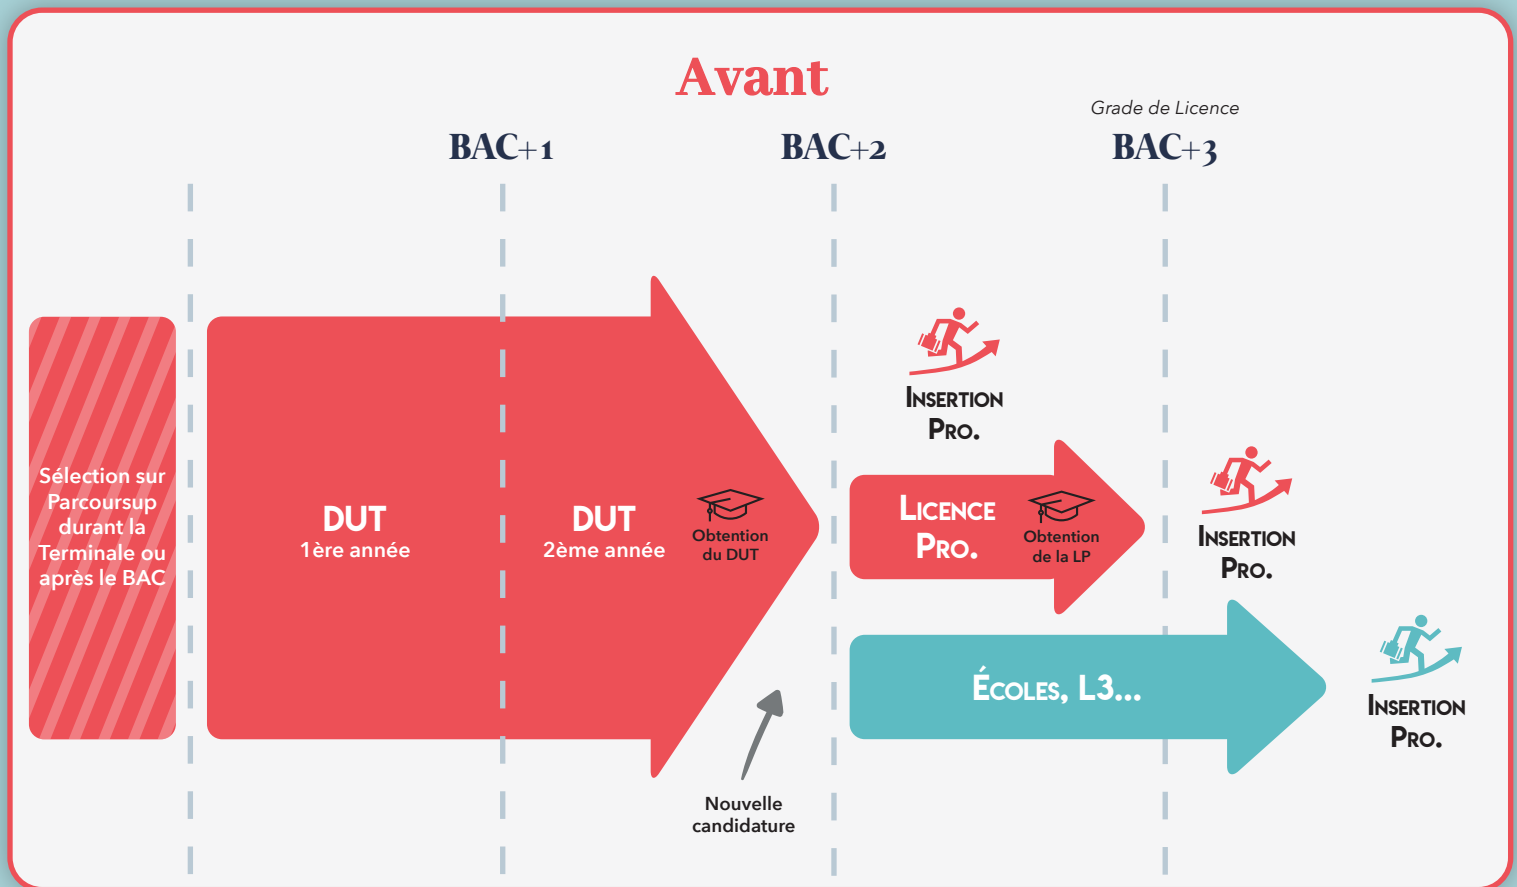 Avant
Grade de Licence
BAC+1
BAC+2
BAC+3
Sélection sur
Parcoursup
durant la
Terminale ou
après le BAC
DUT
1ère année
DUT
2ème année
Obtention
du DUT
Nouvelle
candidature
INSERTION
PRO.
LICENCE
PRO.
Obtention
de la LP
INSERTION
PRO.
ÉCOLES, L3...
INSERTION
PRO.